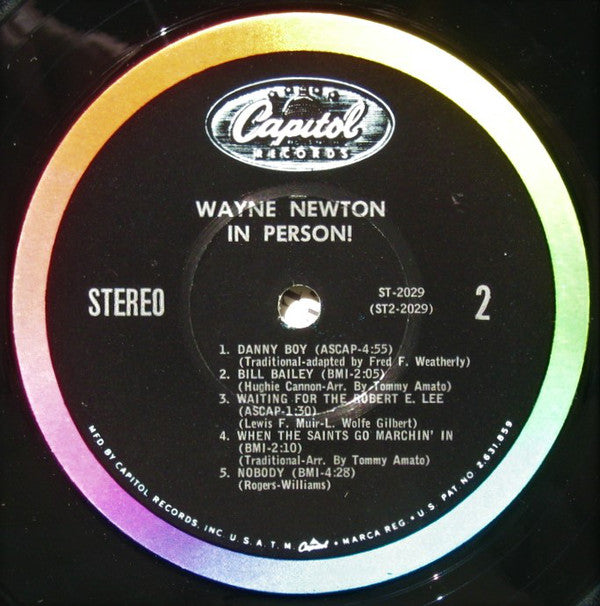 Capitol
RECORDS
WAYNE NEWTON
IN PERSON!
STEREO
ST-2029
(ST2-2029)
2
1. DANNY BOY (ASCAP-4:55)
(Traditional-adapted by Fred F. Weatherly)
2. BILL BAILEY (BMI-2:05)
(Hughie Cannon-Arr. By Tommy Amato)
3. WAITING FOR THE ROBERT E. LEE
(ASCAP-1:30)
(Lewis F. Muir-L. Wolfe Gilbert)
4. WHEN THE SAINTS GO MARCHIN' IN
(BMI-2:10)
(Traditional-Arr. By Tommy Amato)
5. NOBODY (BMI-4:28)
(Rogers-Williams)
MFD BY CAPITOL RECORDS, INC U.S.A. T.M. Capitol • MARCA REG. • U.S. PAT. NO 2,631,859